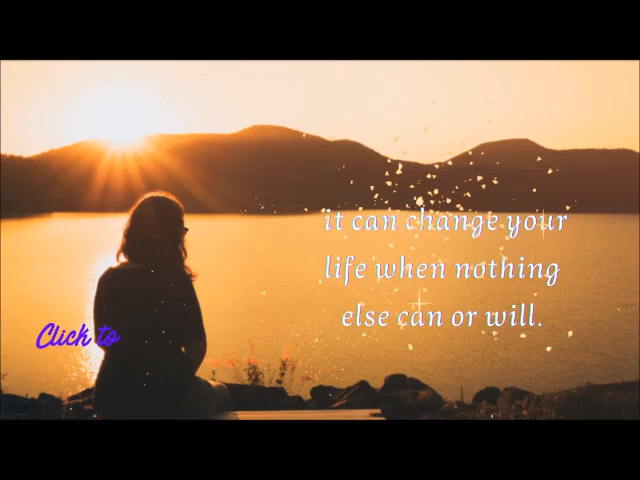 it can change your
life when nothing
else can or will.
Click to